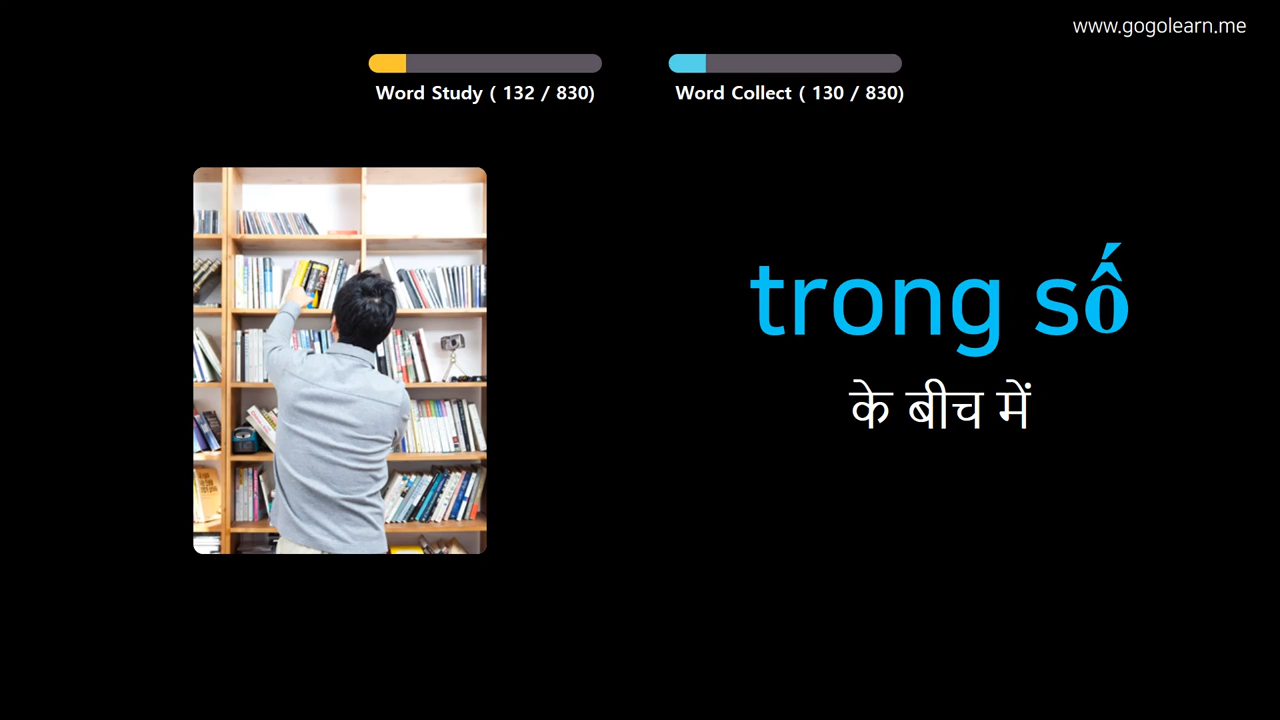 www.gogolearn.me
Word Study ( 132 / 830)
Word Collect ( 130 / 830)
trong số
के बीच में